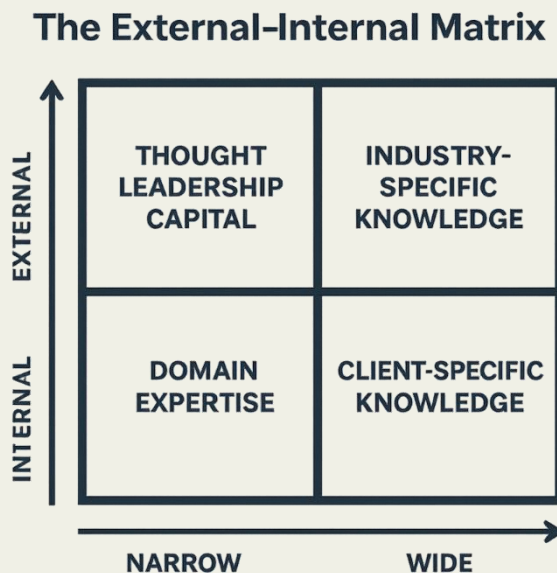 The External–Internal Matrix
EXTERNAL
THOUGHT
LEADERSHIP
CAPITAL
INDUSTRY-
SPECIFIC
KNOWLEDGE
INTERNAL
DOMAIN
EXPERTISE
CLIENT-SPECIFIC
KNOWLEDGE
NARROW
WIDE